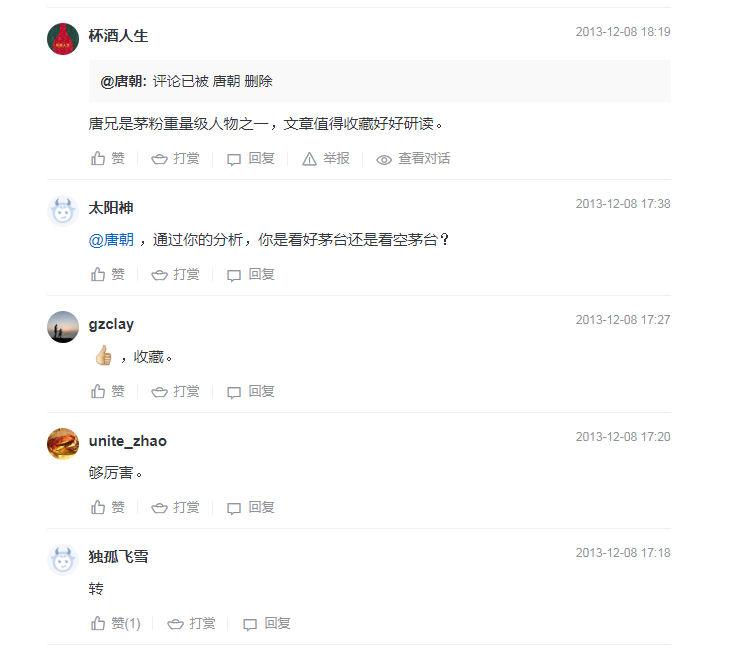 杯酒人生 2013-12-08 18:19
@唐朝: 评论已被 唐朝 删除
唐兄是茅粉重量级人物之一，文章值得收藏好好研读。
赞 打赏 回复 举报 查看对话
太阳神 2013-12-08 17:38
@唐朝 ，通过你的分析，你是看好茅台还是看空茅台？
赞 打赏 回复
gzclay 2013-12-08 17:27
，收藏。
赞 打赏 回复
unite_zhao 2013-12-08 17:20
够厉害。
赞 打赏 回复
独孤飞雪 2013-12-08 17:18
转
赞(1) 打赏 回复